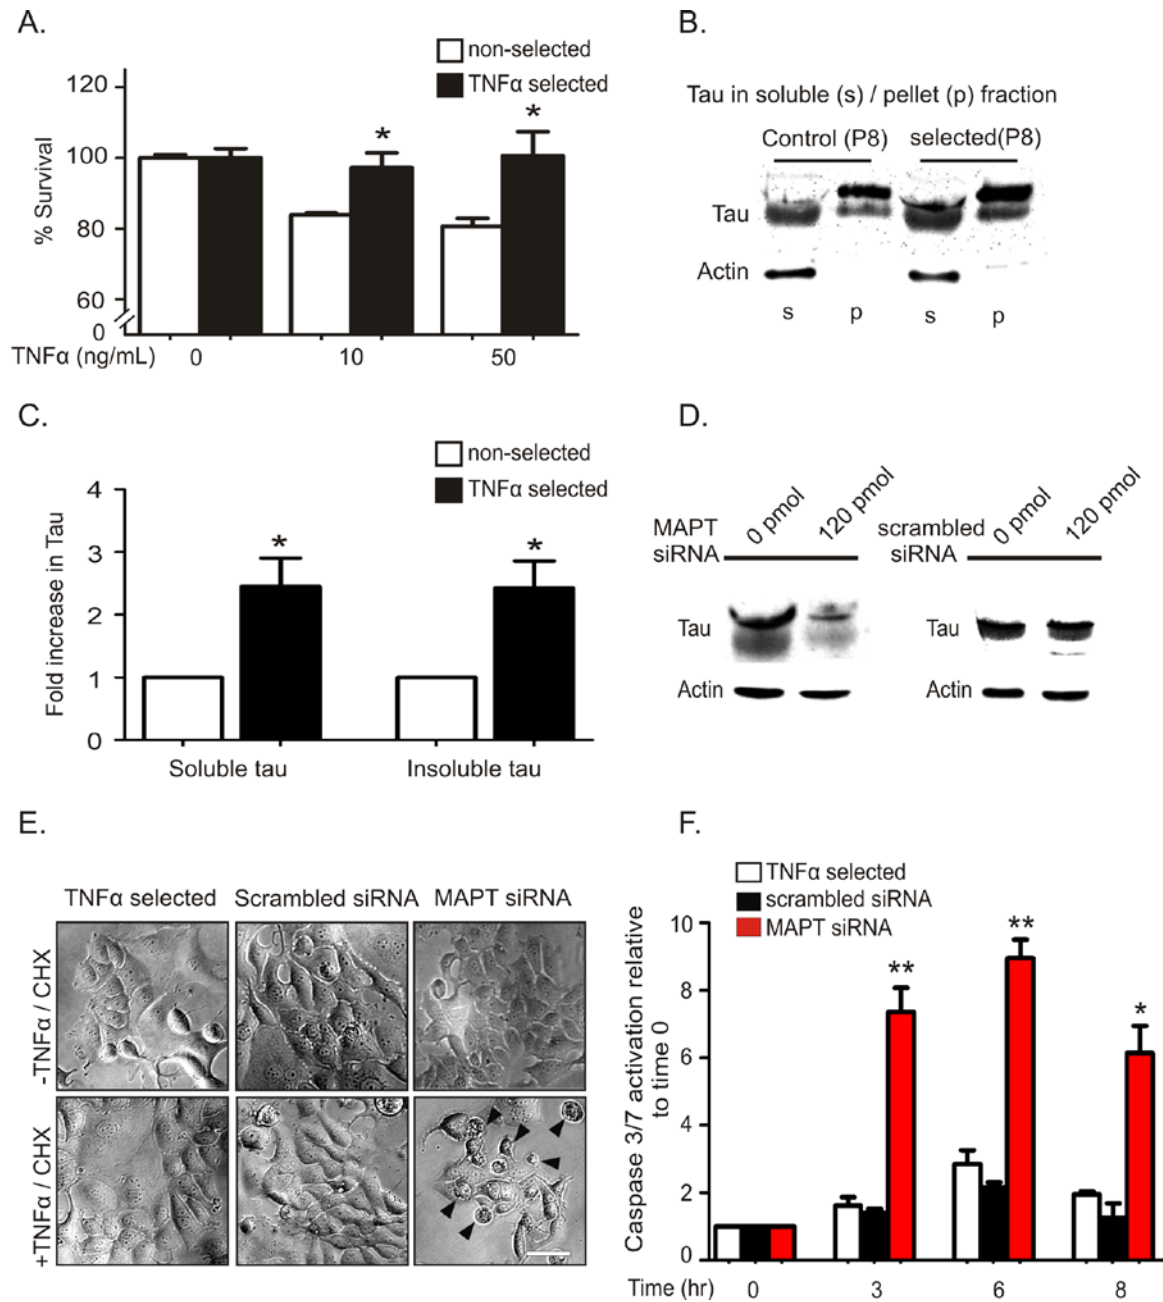 A.
non-selected
TNFα selected
% Survival
120
100
80
60
0
* *
TNFα (ng/mL) 0 10 50
B.
Tau in soluble (s) / pellet (p) fraction
Control (P8) selected(P8)
Tau
Actin
s p s p
C.
non-selected
TNFα selected
Fold increase in Tau
4
3
2
1
0
* *
Soluble tau Insoluble tau
D.
MAPT siRNA 0 pmol 120 pmol
scrambled siRNA 0 pmol 120 pmol
Tau Tau
Actin Actin
E.
TNFα selected Scrambled siRNA MAPT siRNA
-TNFα / CHX
+TNFα / CHX
F.
TNFα selected
scrambled siRNA
MAPT siRNA
Caspase 3/7 activation relative
to time 0
10
8
6
4
2
0
** ** *
Time (hr) 0 3 6 8